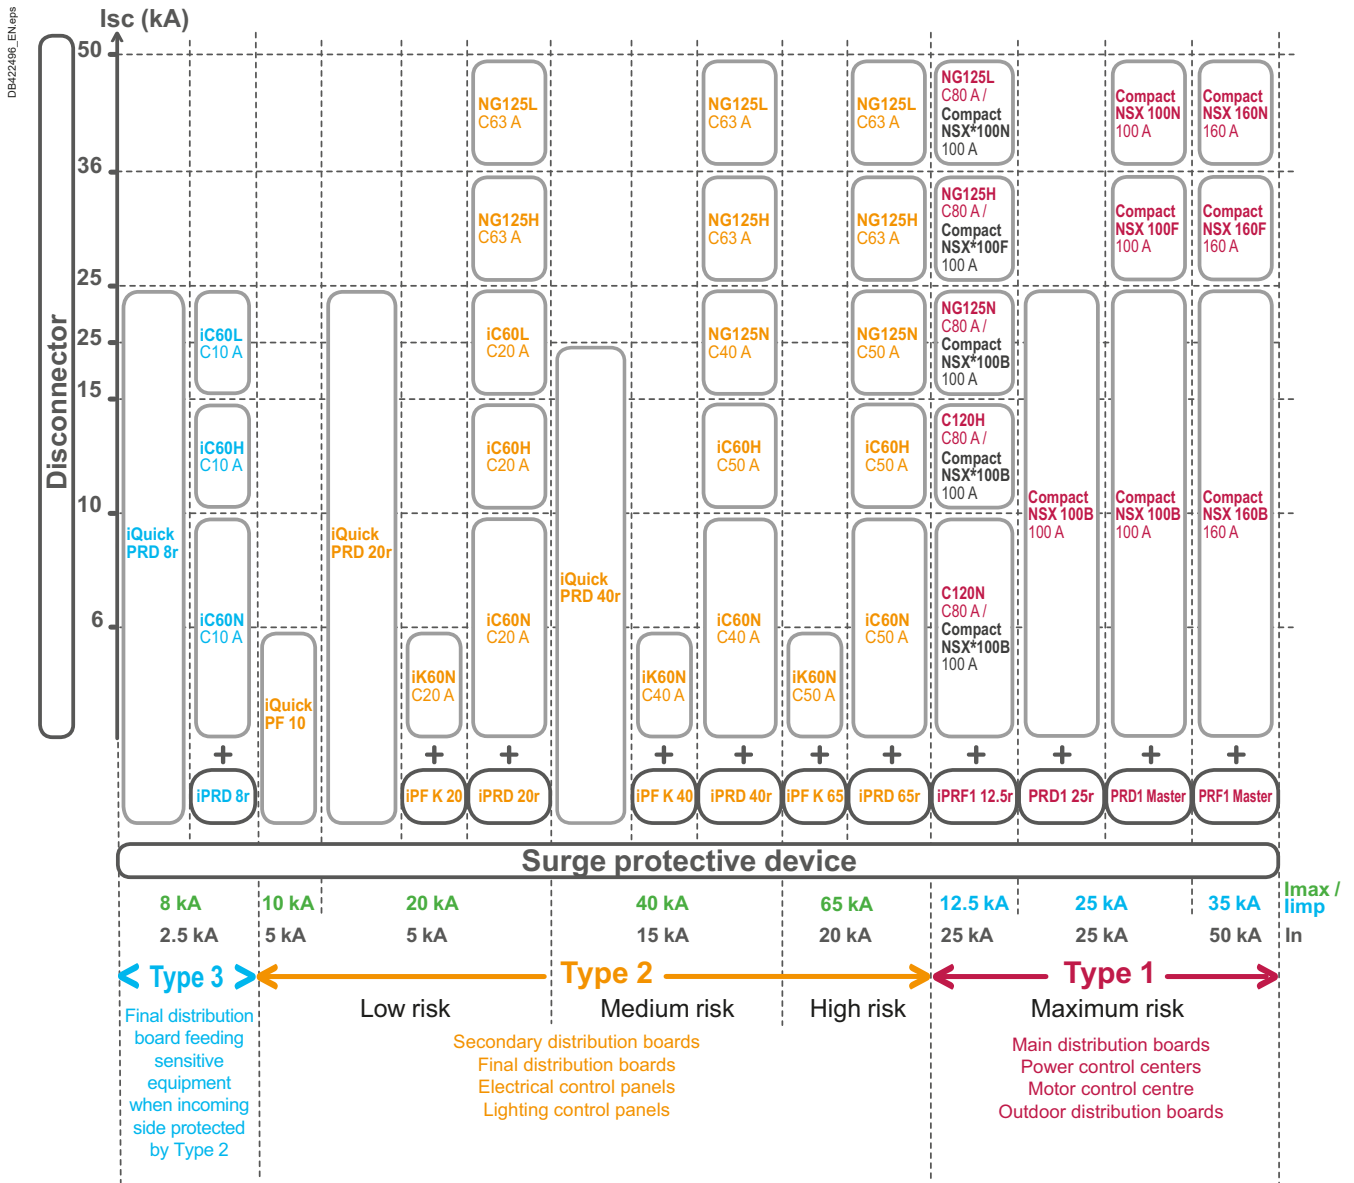 DB422496_EN.eps
Isc (kA)
Disconnector
50
36
25
25
15
10
6
NG125L
C63 A
NG125L
C63 A
NG125L
C63 A
NG125L
C80 A /
Compact
NSX*100N
100 A
Compact
NSX 100N
100 A
Compact
NSX 160N
160 A
NG125H
C63 A
NG125H
C63 A
NG125H
C63 A
NG125H
C80 A /
Compact
NSX*100F
100 A
Compact
NSX 100F
100 A
Compact
NSX 160F
160 A
iC60L
C10 A
iC60L
C20 A
NG125N
C40 A
NG125N
C50 A
NG125N
C80 A /
Compact
NSX*100B
100 A
iC60H
C10 A
iC60H
C20 A
iC60H
C50 A
iC60H
C50 A
C120H
C80 A /
Compact
NSX*100B
100 A
iQuick
PRD 8r
iQuick
PRD 20r
Compact
NSX 100B
100 A
Compact
NSX 100B
100 A
Compact
NSX 160B
160 A
iC60N
C10 A
iC60N
C20 A
iQuick
PRD 40r
iC60N
C40 A
iC60N
C50 A
C120N
C80 A /
Compact
NSX*100B
100 A
iQuick
PF 10
iK60N
C20 A
iK60N
C40 A
iK60N
C50 A
+ + + + + + + + + + +
iPRD 8r
iPF K 20
iPRD 20r
iPF K 40
iPRD 40r
iPF K 65
iPRD 65r
iPRF1 12.5r
PRD1 25r
PRD1 Master
PRF1 Master
Surge protective device
8 kA 10 kA 20 kA 40 kA 65 kA 12.5 kA 25 kA 35 kA Imax /
limp
2.5 kA 5 kA 5 kA 15 kA 20 kA 25 kA 25 kA 50 kA In
Type 3
Type 2
Type 1
Low risk
Medium risk
High risk
Maximum risk
Final distribution
board feeding
sensitive
equipment
when incoming
side protected
by Type 2
Secondary distribution boards
Final distribution boards
Electrical control panels
Lighting control panels
Main distribution boards
Power control centers
Motor control centre
Outdoor distribution boards